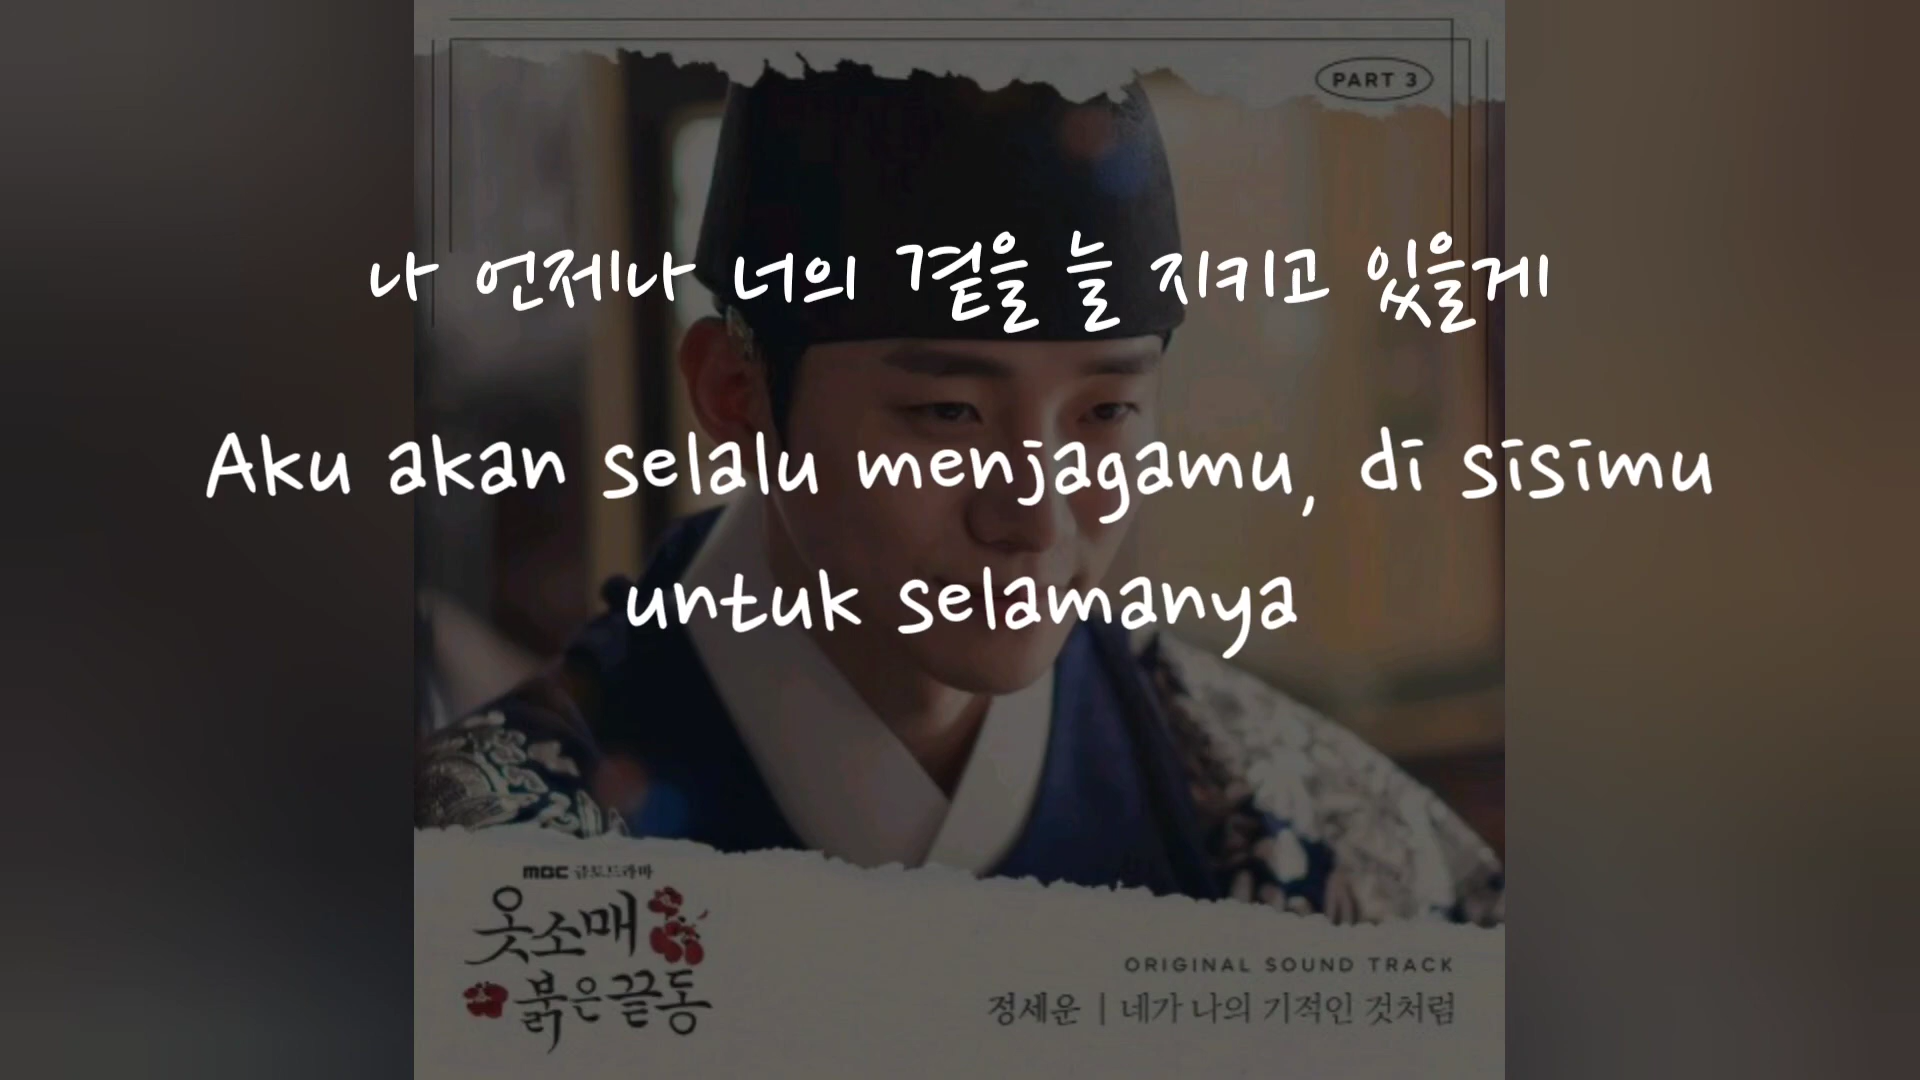 PART 3
나 언제나 너의 곁을 늘 지키고 있을게
Aku akan selalu menjagamu, di sisimu
untuk selamanya
MBC 금토드라마
옷소매
붉은 끝동
ORIGINAL SOUND TRACK
정세운 | 네가 나의 기적인 것처럼